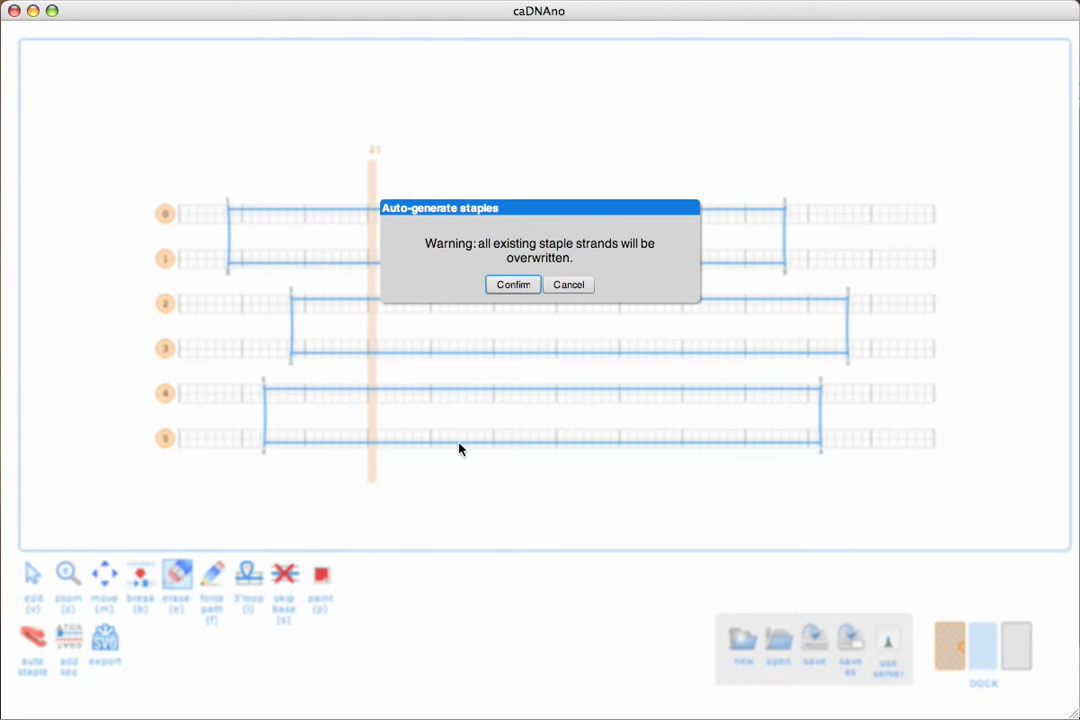 caDNAno
21
0
Auto-generate staples
Warning: all existing staple strands will be
overwritten.
Confirm Cancel
1
2
3
4
5
edit (v)
zoom (z)
move (m)
break (b)
erase (e)
force path (f)
3'loop (l)
skip base (s)
paint (p)
auto staple
add seq
export
new
open
save
save as
use server
DOCK